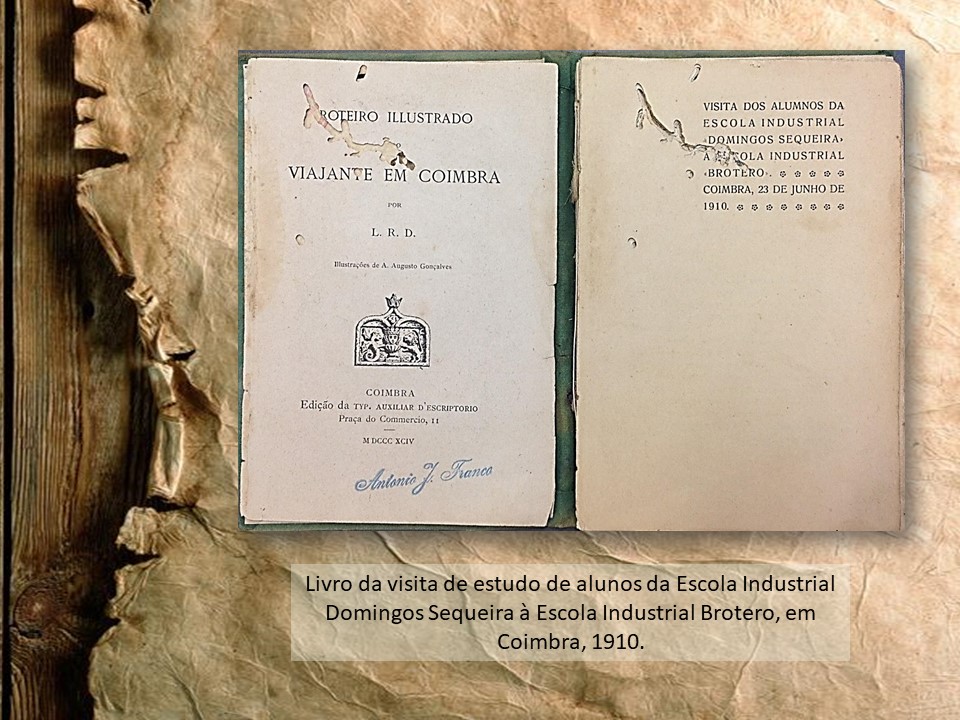 ROTEIRO ILLUSTRADO
VIAJANTE EM COIMBRA
POR
L. R. D.
Illustrações de A. Augusto Gonçalves
COIMBRA
Edição da TYP. AUXILIAR D'ESCRIPTORIO
Praça do Commercio, 11
M DCCC XCIV
Antonio J. Franco
VISITA DOS ALUMNOS DA
ESCOLA INDUSTRIAL
«DOMINGOS SEQUEIRA»
Á ESCOLA INDUSTRIAL
«BROTERO».
COIMBRA, 23 DE JUNHO DE
1910.
Livro da visita de estudo de alunos da Escola Industrial
Domingos Sequeira à Escola Industrial Brotero, em
Coimbra, 1910.